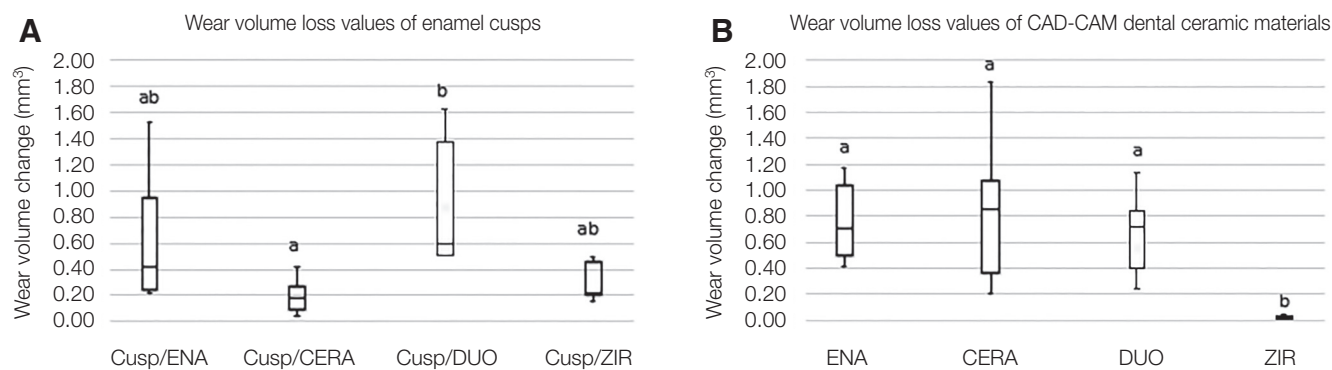 A
Wear volume loss values of enamel cusps
Wear volume change (mm³)
2.00
1.80
1.60
1.40
1.20
1.00
0.80
0.60
0.40
0.20
0.00
ab
a
b
ab
Cusp/ENA Cusp/CERA Cusp/DUO Cusp/ZIR
B
Wear volume loss values of CAD-CAM dental ceramic materials
Wear volume change (mm³)
2.00
1.80
1.60
1.40
1.20
1.00
0.80
0.60
0.40
0.20
0.00
a
a
a
b
ENA CERA DUO ZIR